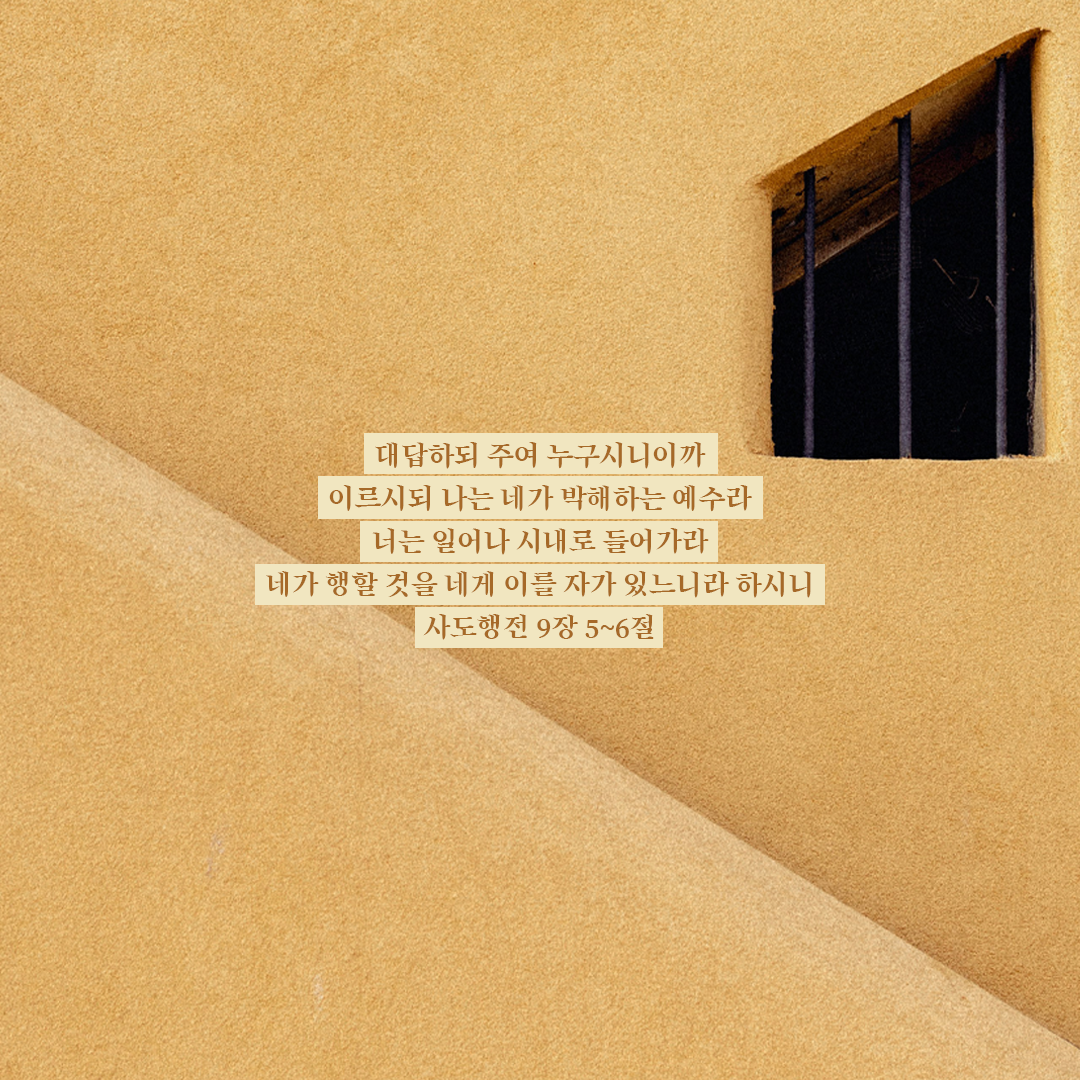 대답하되 주여 누구시니이까
이르시되 나는 네가 박해하는 예수라
너는 일어나 시내로 들어가라
네가 행할 것을 네게 이를 자가 있느니라 하시니
사도행전 9장 5~6절